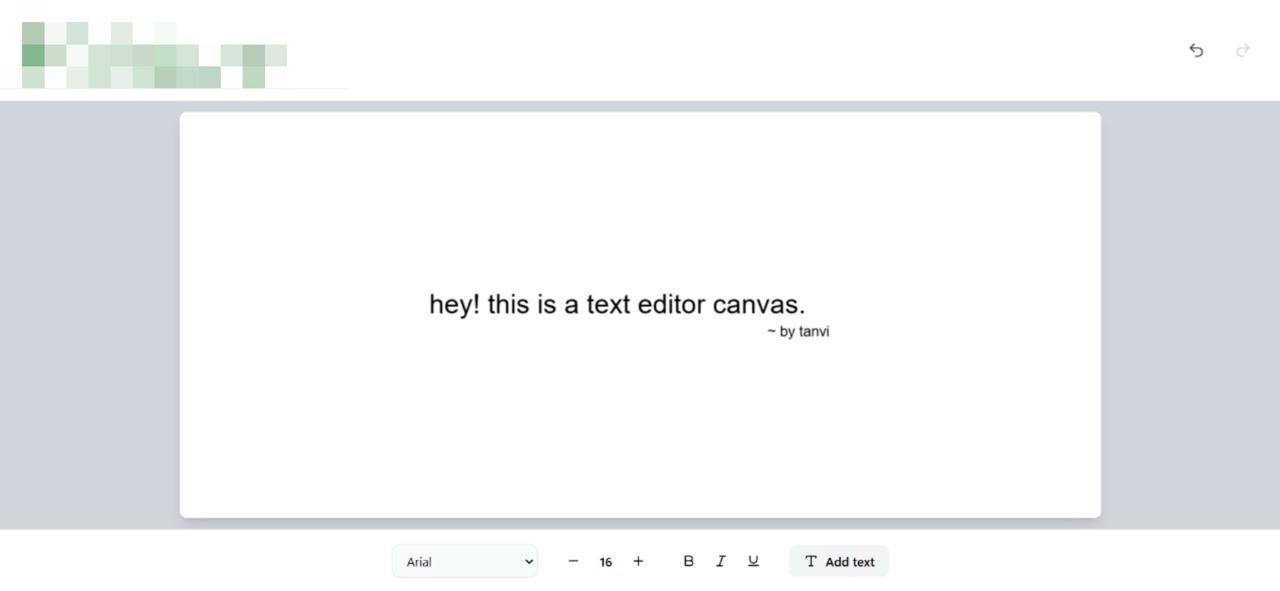 hey! this is a text editor canvas.
~ by tanvi
Arial
16
B I U
Add text